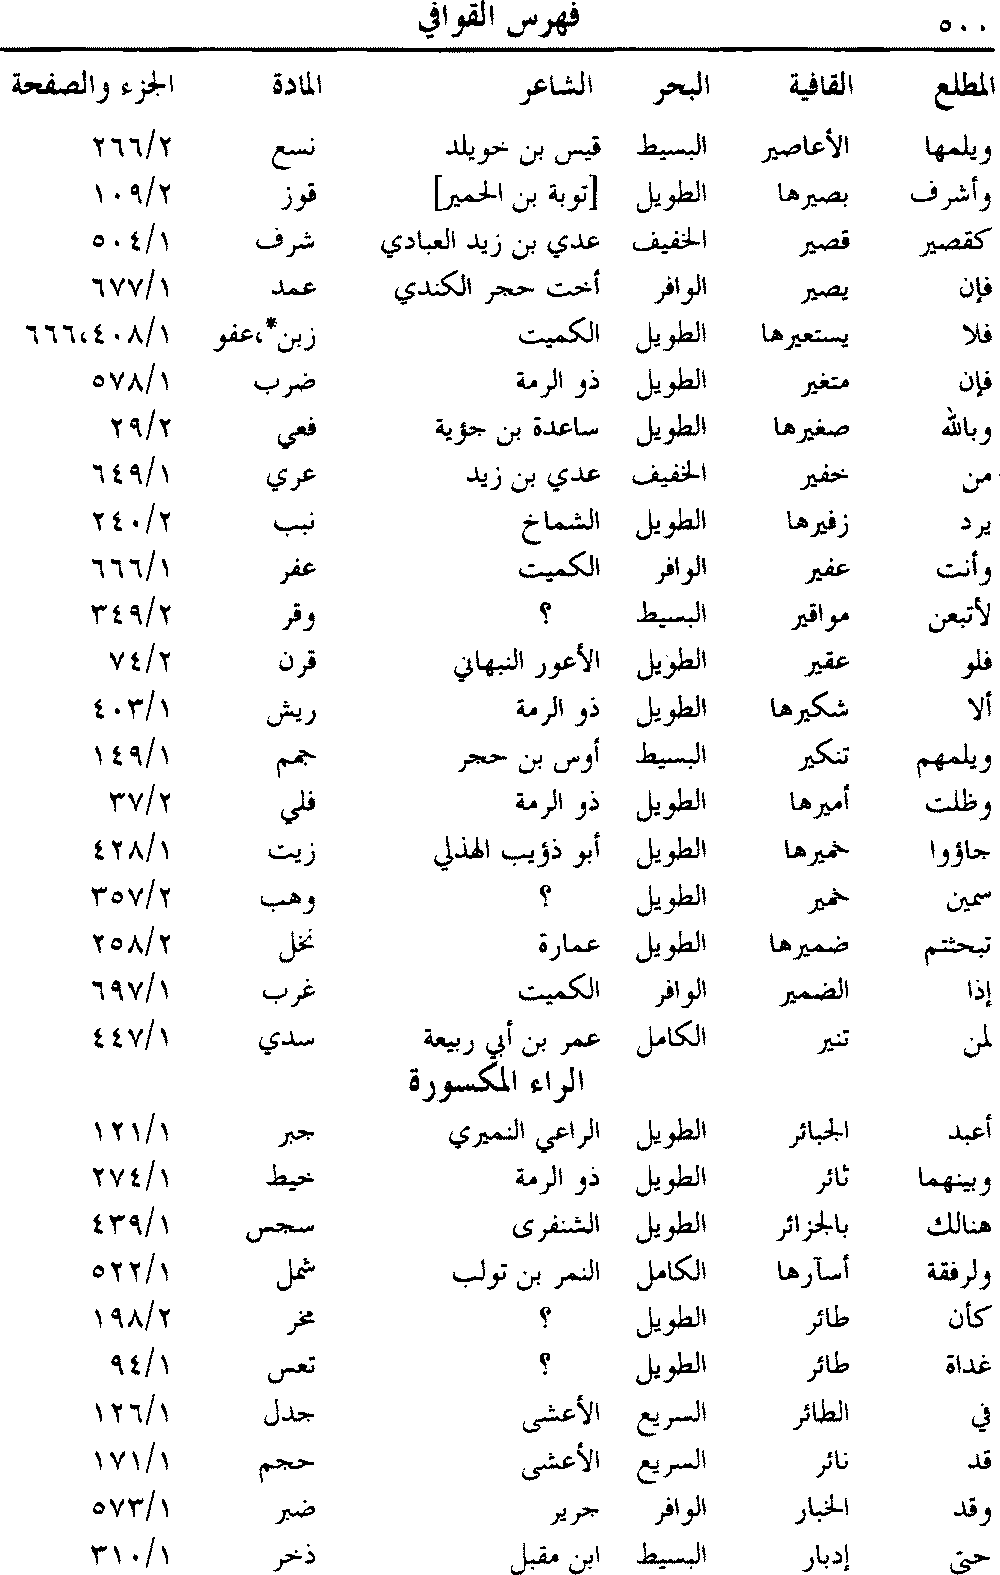 ٥٠٠ فهرس القوافي
المطلع القافية البحر الشاعر المادة الجزء والصفحة
ويلمها الأعاصير البسيط قيس بن خويلد نسع ٢٦٦/٢
وأشرف بصيرها الطويل [توبة بن الحمير] قوز ١٠٩/٢
كقصير قصير الخفيف عدي بن زيد العبادي شرف ٥٠٤/١
فإن يصير الوافر أخت حجر الكندي عمد ٦٧٧/١
فلا يستعيرها الطويل الكميت زبن*،عفو ٦٦٦،٤٠٨/١
فإن متغير الطويل ذو الرمة ضرب ٥٧٨/١
وبالله صغيرها الطويل ساعدة بن جؤية فعي ٢٩/٢
من خفير الخفيف عدي بن زيد عري ٦٤٩/١
يرد زفيرها الطويل الشماخ نبب ٢٤٠/٢
وأنت عفير الوافر الكميت عفر ٦٦٦/١
لأتبعن مواقير البسيط ؟ وقر ٣٤٩/٢
فلو عقير الطويل الأعور النبهاني قرن ٧٤/٢
ألا شكيرها الطويل ذو الرمة ريش ٤٠٣/١
ويلمهم تنكير البسيط أوس بن حجر جمم ١٤٩/١
وظلت أميرها الطويل ذو الرمة فلي ٣٧/٢
جاؤوا خميرها الطويل أبو ذؤيب الهذلي زيت ٤٢٨/١
سمين خمير الطويل ؟ وهب ٣٥٧/٢
تبحثتم ضميرها الطويل عمارة نخل ٢٥٨/٢
إذا الضمير الوافر الكميت غرب ٦٩٧/١
لمن تنير الكامل عمر بن أبي ربيعة سدي ٤٤٧/١
الراء المكسورة
أعبد الجبائر الطويل الراعي النميري جبر ١٢١/١
وبينهما ثائر الطويل ذو الرمة خيط ٢٧٤/١
هنالك بالجزائر الطويل الشنفرى سجس ٤٣٩/١
ولرفقة أسآرها الكامل النمر بن تولب شمل ٥٢٢/١
كأن طائر الطويل ؟ مخر ١٩٨/٢
غداة طائر الطويل ؟ تعس ٩٤/١
في الطائر السريع الأعشى جدل ١٢٦/١
قد نائر السريع الأعشى حجم ١٧١/١
وقد الخبار الوافر جرير ضبر ٥٧٣/١
حتى إدبار البسيط ابن مقبل ذخر ٣١٠/١